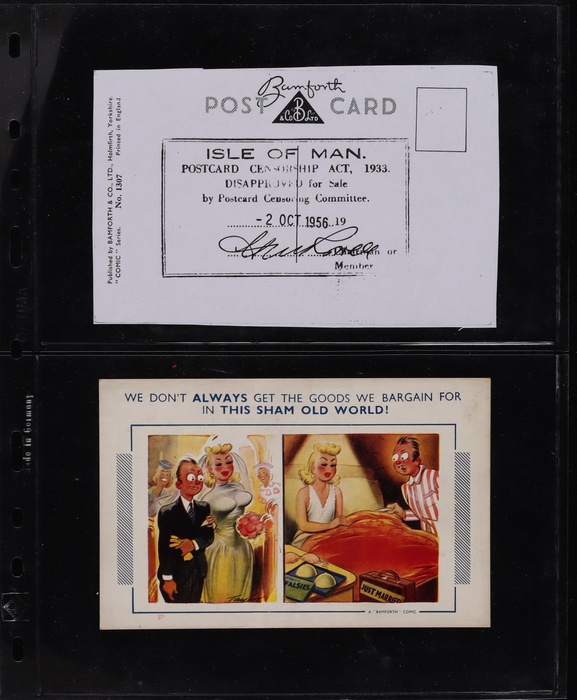 Bamforth
POST CARD
B
& Co LTD
Published by BAMFORTH & CO., LTD., Holmfirth, Yorkshire.
"COMIC" Series. No. 1307 Printed in England
ISLE OF MAN.
POSTCARD CENSORSHIP ACT, 1933.
DISAPPROVED for Sale
by Postcard Censoring Committee.
- 2 OCT 1956 19
or
Member
WE DON'T ALWAYS GET THE GOODS WE BARGAIN FOR
IN THIS SHAM OLD WORLD!
FALSIES
JUST MARRIED
A "BAMFORTH" COMIC